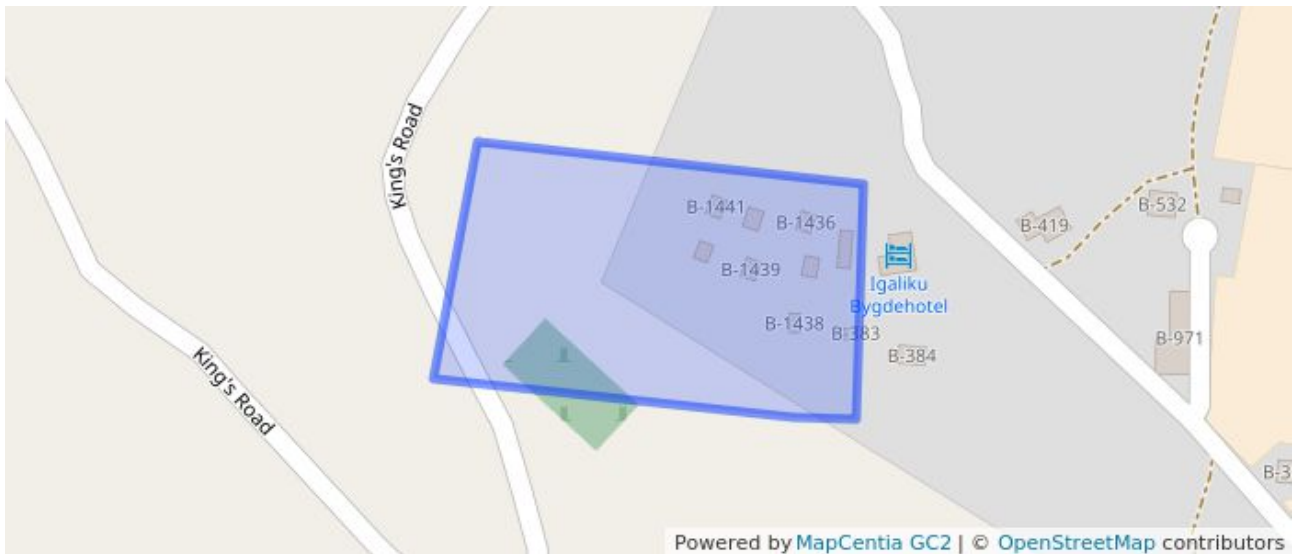 King's Road
B-1441
B-1436
B-532
B-419
B-1439
Igaliku
Bygdehotel
B-1438
B-383
B-384
B-971
King's Road
B-3
Powered by MapCentia GC2 | © OpenStreetMap contributors